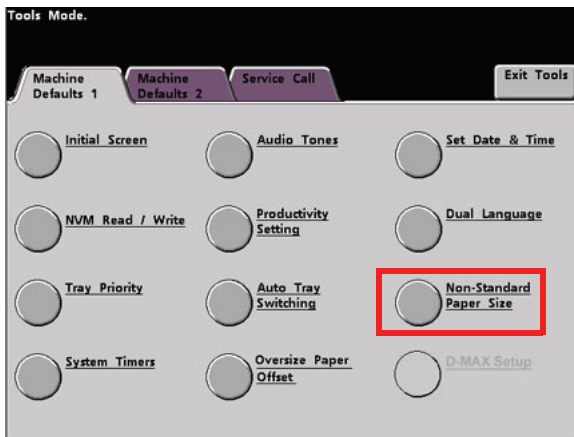 Tools Mode.
Machine
Defaults 1
Machine
Defaults 2
Service Call
Exit Tools
Initial Screen
Audio Tones
Set Date & Time
NVM Read / Write
Productivity
Setting
Dual Language
Tray Priority
Auto Tray
Switching
Non-Standard
Paper Size
System Timers
Oversize Paper
Offset
D-MAX Setup